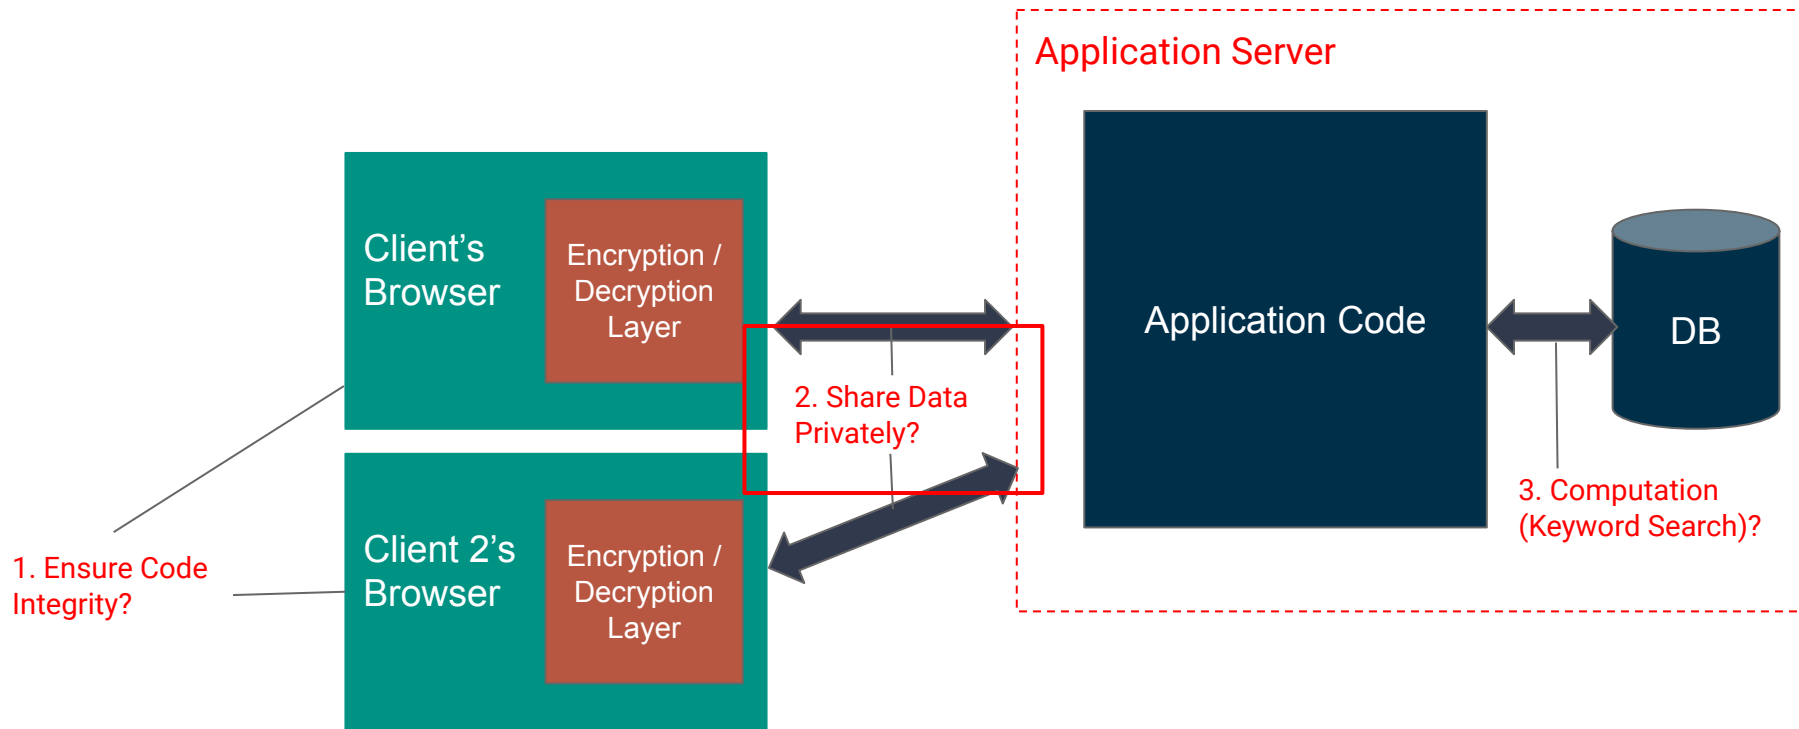 Application Server
Client's
Browser
Encryption /
Decryption
Layer
Application Code
DB
2. Share Data
Privately?
3. Computation
(Keyword Search)?
Client 2's
Browser
Encryption /
Decryption
Layer
1. Ensure Code
Integrity?